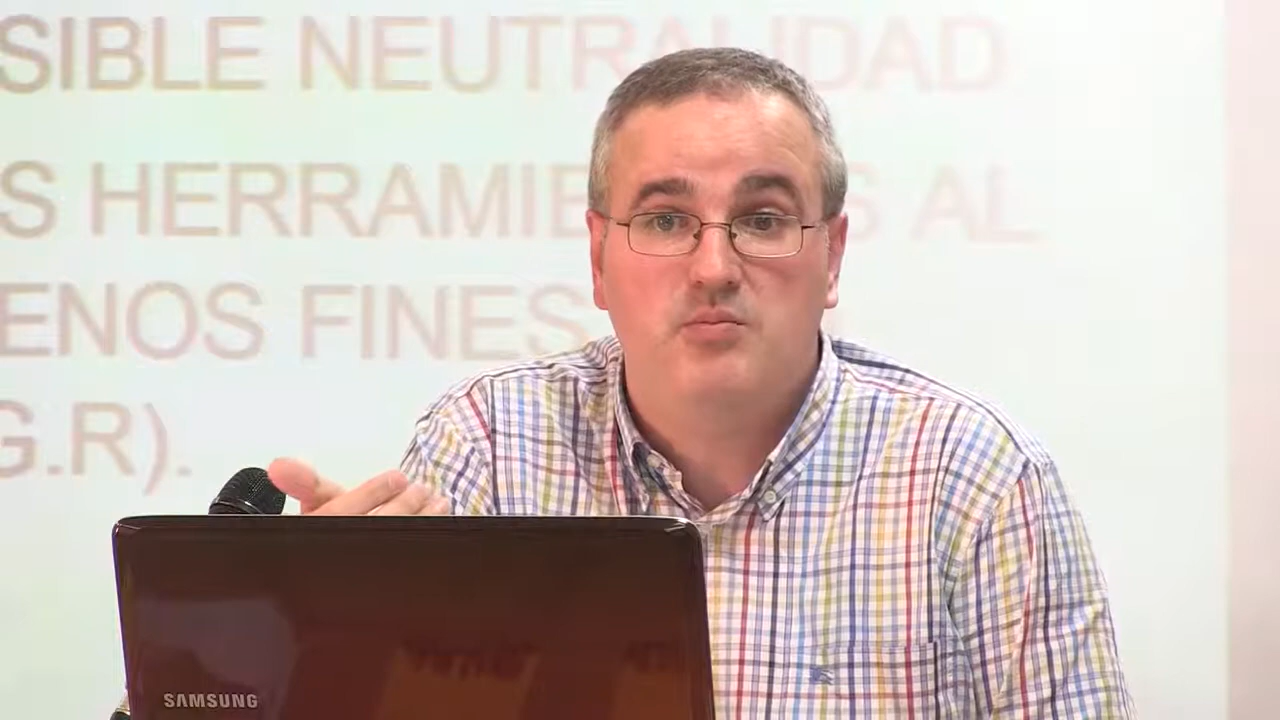 SIBLE NEUTRALIDAD
S HERRAMIE S AL
ENOS FINES
G.R).
SAMSUNG